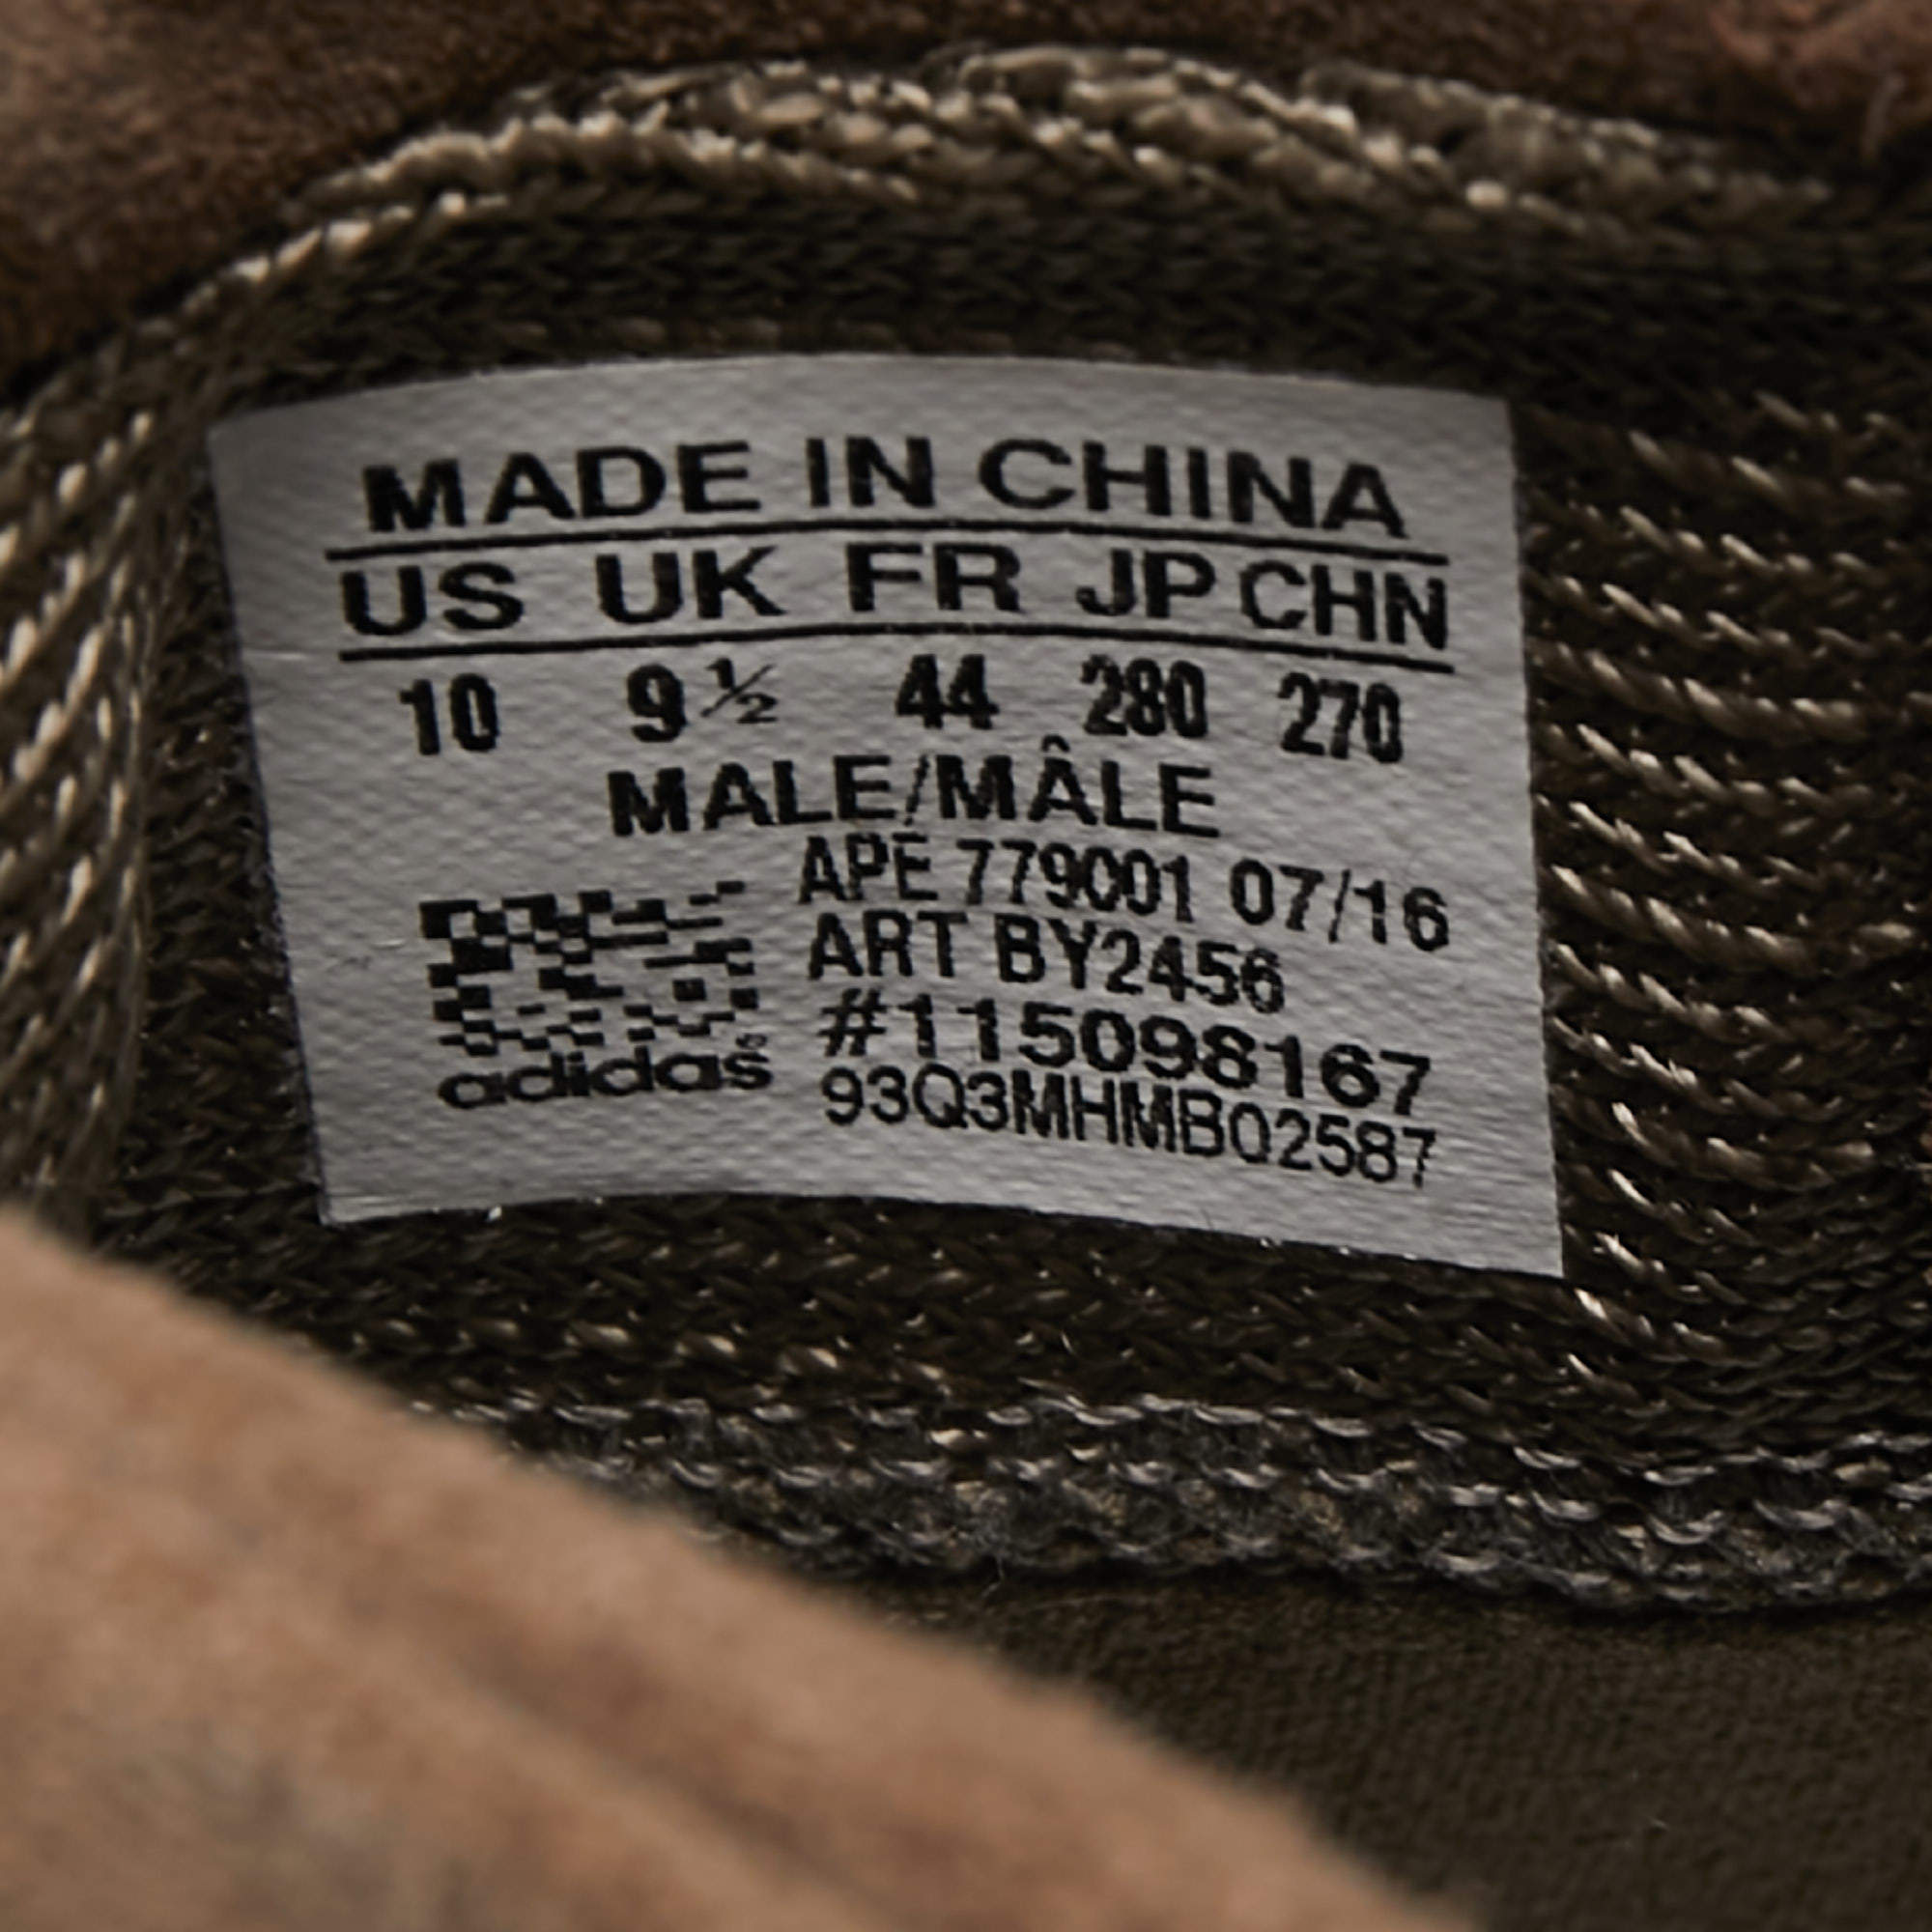 MADE IN CHINA
US UK FR JP CHN
10 9½ 44 280 270
MALE/MÂLE
APE 779001 07/16
ART BY2456
#115098167
93Q3MHMB02587
adidas®